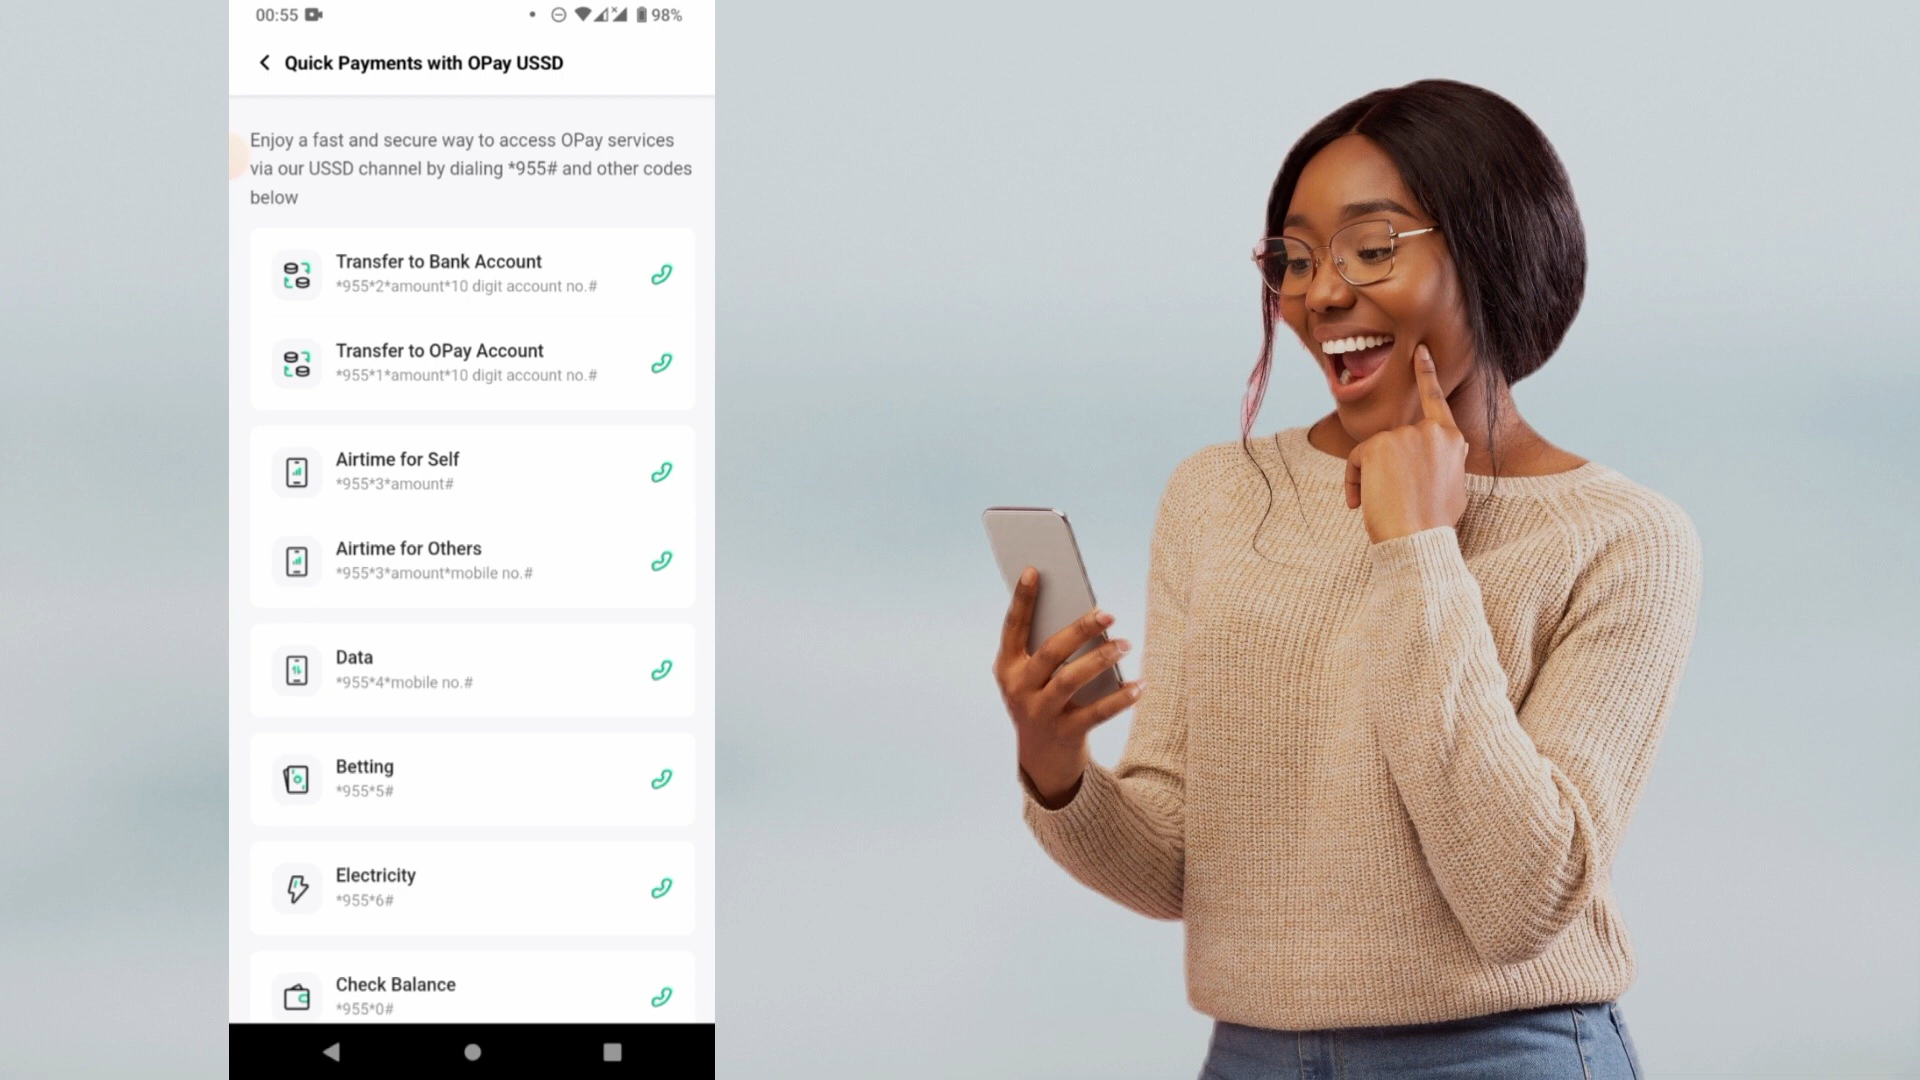 00:55
98%
Quick Payments with OPay USSD
Enjoy a fast and secure way to access OPay services
via our USSD channel by dialing *955# and other codes
below
Transfer to Bank Account
*955*2*amount*10 digit account no.#
Transfer to OPay Account
*955*1*amount*10 digit account no.#
Airtime for Self
*955*3*amount#
Airtime for Others
*955*3*amount*mobile no.#
Data
*955*4*mobile no.#
Betting
*955*5#
Electricity
*955*6#
Check Balance
*955*0#